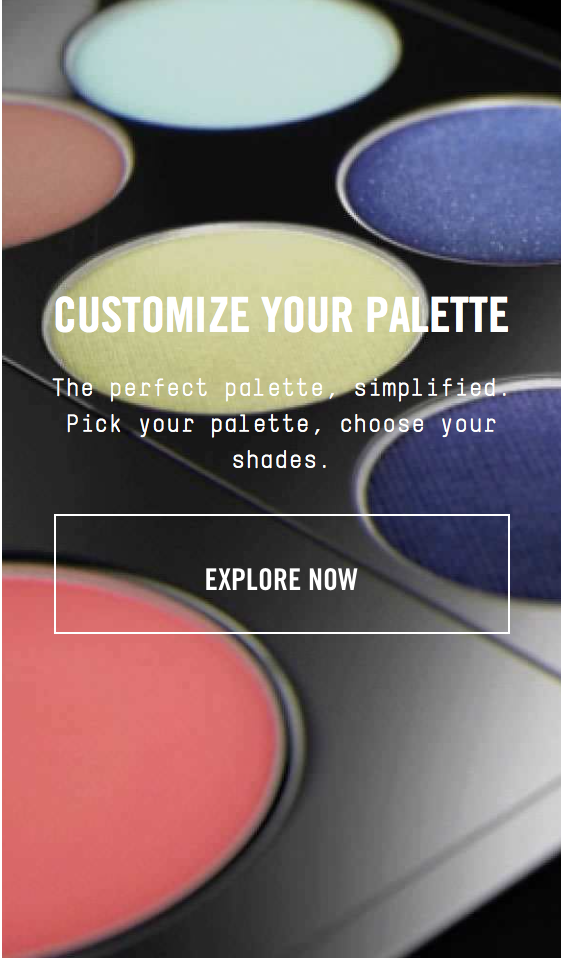 CUSTOMIZE YOUR PALETTE
The perfect palette, simplified.
Pick your palette, choose your
shades.
EXPLORE NOW